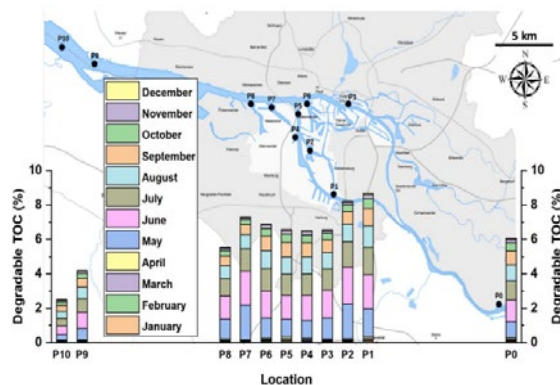 P10
P9
5 km
N
W E
S
P8 P7 P6 P3
P5
P4
P2
P1
P0
December
November
October
September
August
July
June
May
April
March
February
January
Degradable TOC (%)
10
8
6
4
2
0
Degradable TOC (%)
10
8
6
4
2
0
P10 P9 P8 P7 P6 P5 P4 P3 P2 P1 P0
Location